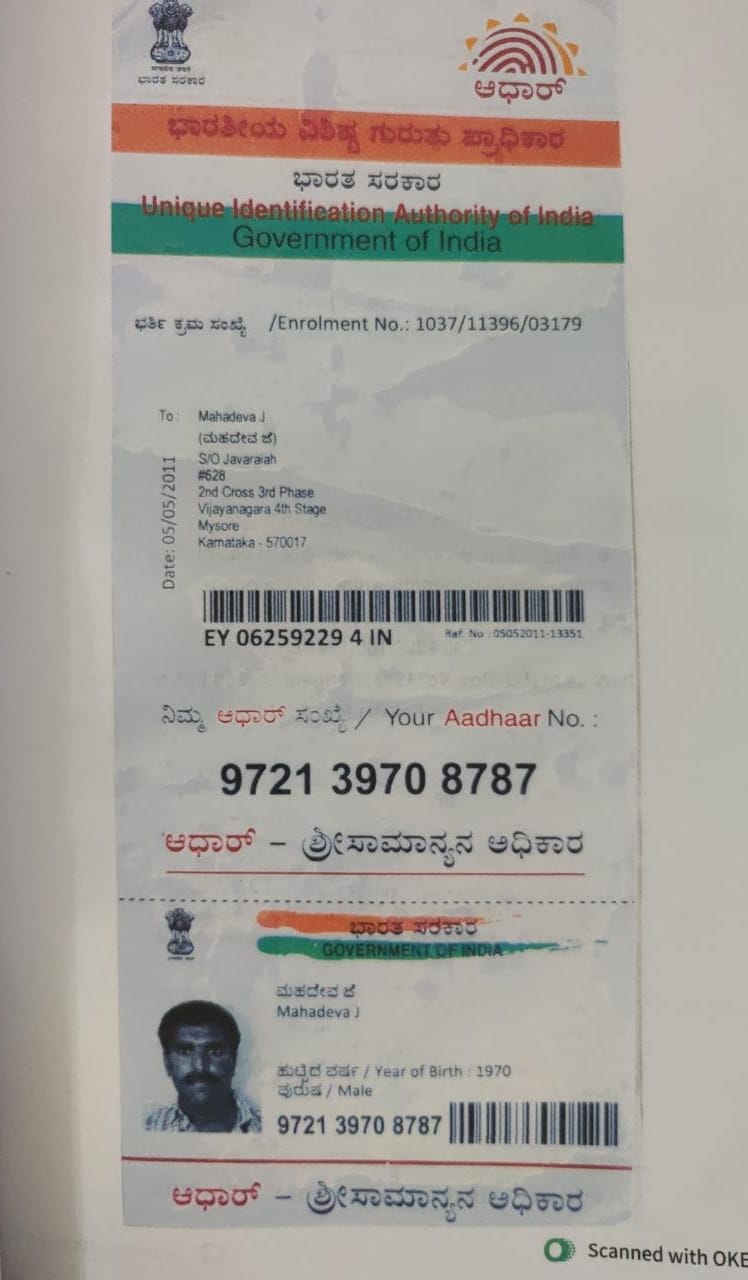 ಭಾರತ ಸರಕಾರ
ಆಧಾರ್
ಭಾರತೀಯ ವಿಶಿಷ್ಟ ಗುರುತು ಪ್ರಾಧಿಕಾರ
ಭಾರತ ಸರಕಾರ
Unique Identification Authority of India
Government of India
ಭರ್ತಿ ಕ್ರಮ ಸಂಖ್ಯೆ /Enrolment No.: 1037/11396/03179
To : Mahadeva J
(ಮಹದೇವ ಜೆ)
S/O Javaraiah
#628
2nd Cross 3rd Phase
Vijayanagara 4th Stage
Mysore
Karnataka - 570017
Date: 05/05/2011
EY 06259229 4 IN
Ref. No : 05052011-13351
ನಿಮ್ಮ ಆಧಾರ್ ಸಂಖ್ಯೆ / Your Aadhaar No. :
9721 3970 8787
ಆಧಾರ್ – ಶ್ರೀಸಾಮಾನ್ಯನ ಅಧಿಕಾರ
ಭಾರತ ಸರಕಾರ
GOVERNMENT OF INDIA
ಮಹದೇವ ಜೆ
Mahadeva J
ಹುಟ್ಟಿದ ವರ್ಷ / Year of Birth : 1970
ಪುರುಷ / Male
9721 3970 8787
ಆಧಾರ್ – ಶ್ರೀಸಾಮಾನ್ಯನ ಅಧಿಕಾರ
Scanned with OKE